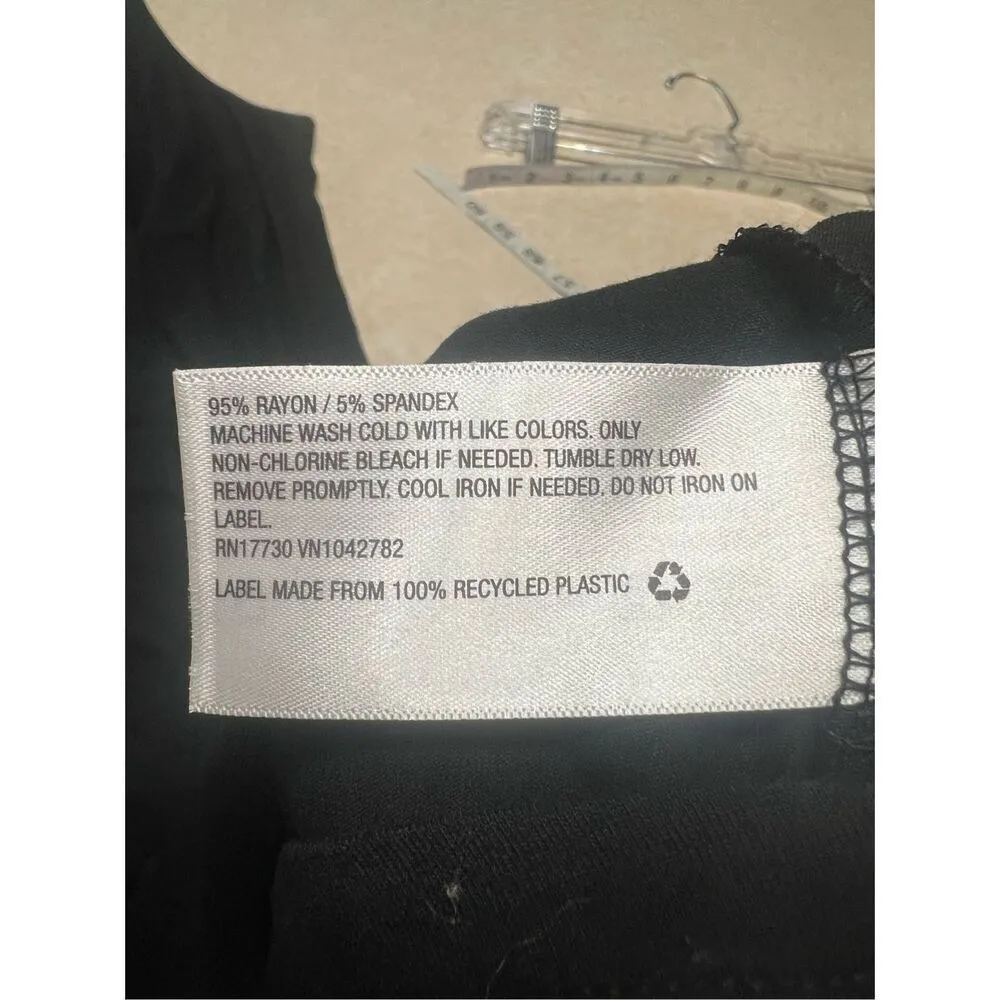 95% RAYON / 5% SPANDEX
MACHINE WASH COLD WITH LIKE COLORS. ONLY
NON-CHLORINE BLEACH IF NEEDED. TUMBLE DRY LOW.
REMOVE PROMPTLY. COOL IRON IF NEEDED. DO NOT IRON ON
LABEL.
RN17730 VN1042782
LABEL MADE FROM 100% RECYCLED PLASTIC